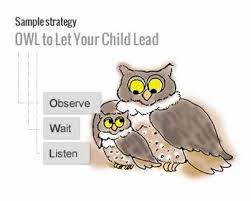 Sample strategy
OWL to Let Your Child Lead
Observe
Wait
Listen